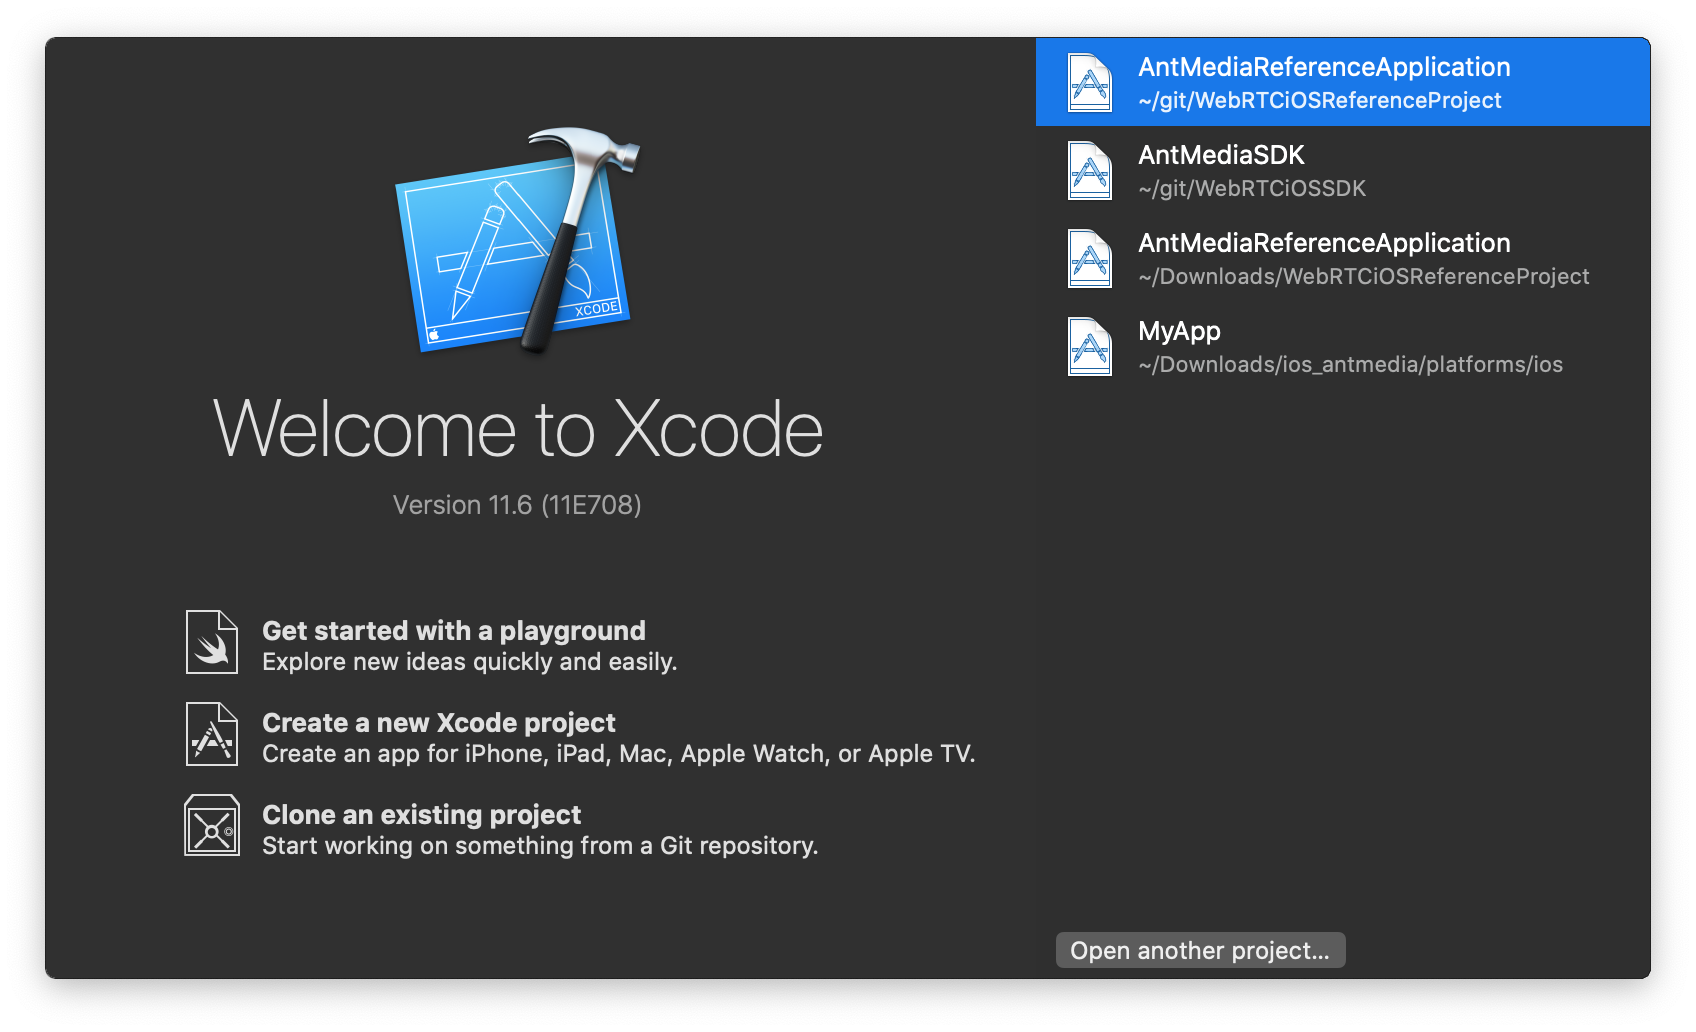 XCODE
Welcome to Xcode
Version 11.6 (11E708)
Get started with a playground
Explore new ideas quickly and easily.
Create a new Xcode project
Create an app for iPhone, iPad, Mac, Apple Watch, or Apple TV.
Clone an existing project
Start working on something from a Git repository.
AntMediaReferenceApplication
~/git/WebRTCiOSReferenceProject
AntMediaSDK
~/git/WebRTCiOSSDK
AntMediaReferenceApplication
~/Downloads/WebRTCiOSReferenceProject
MyApp
~/Downloads/ios_antmedia/platforms/ios
Open another project...